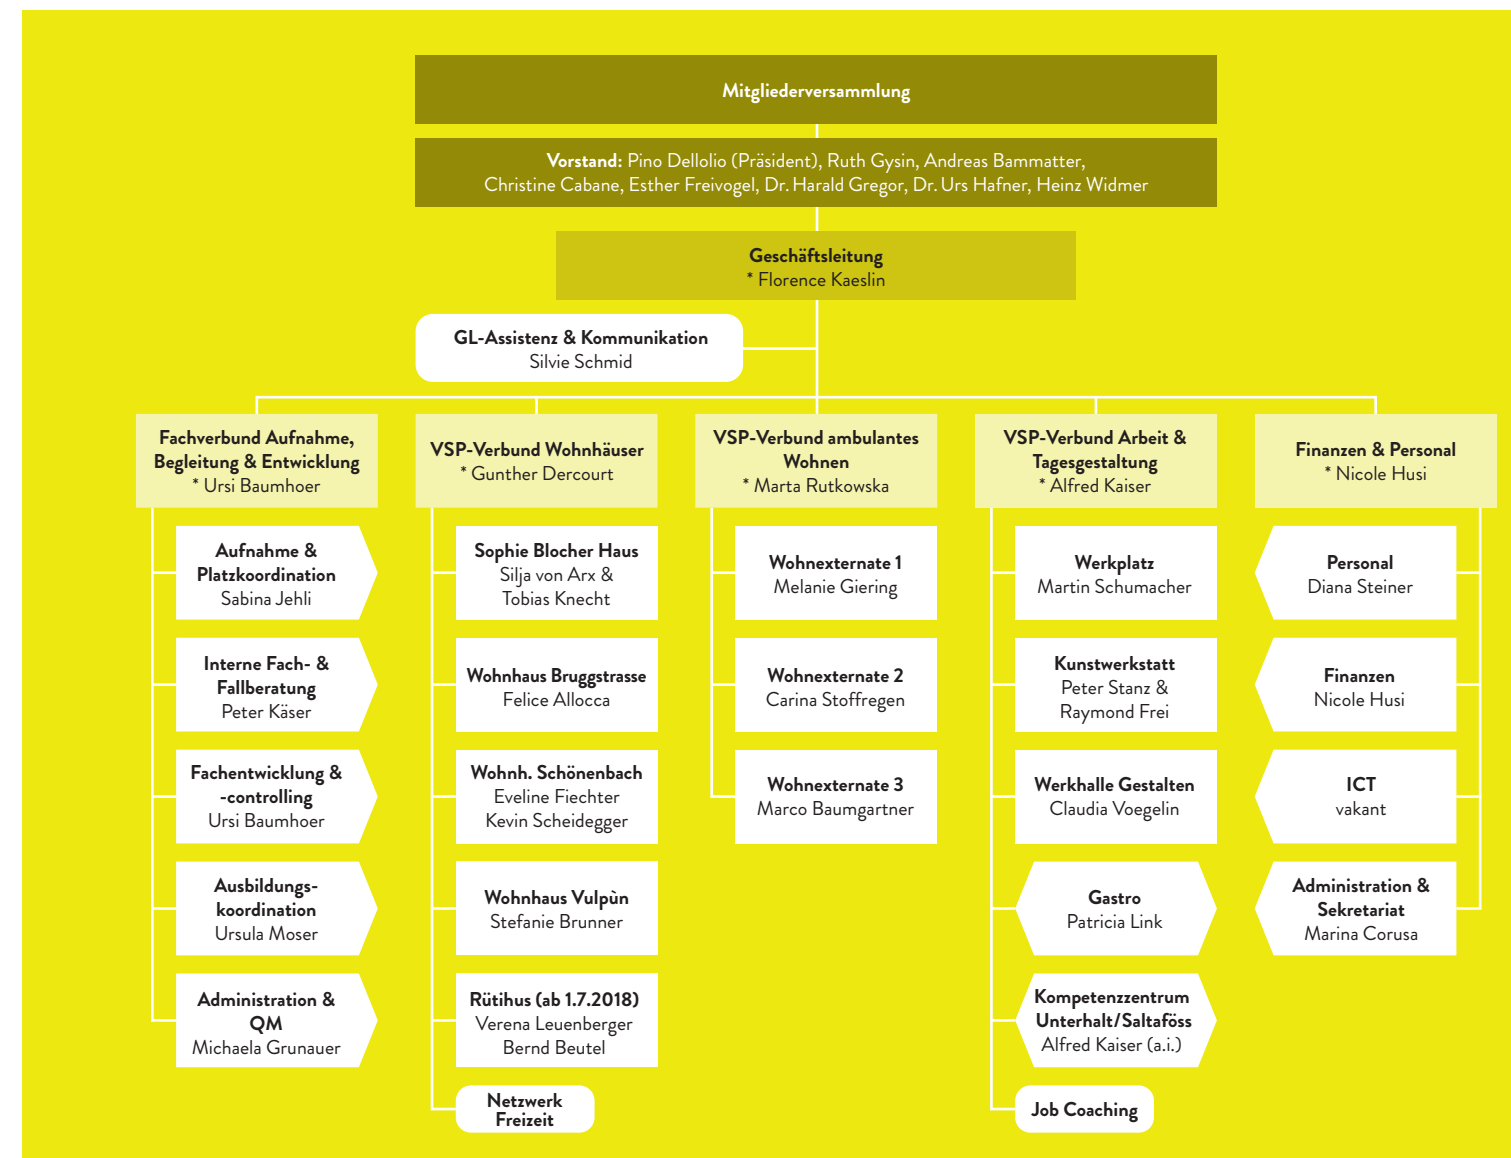 Mitgliederversammlung
Vorstand: Pino Dellolio (Präsident), Ruth Gysin, Andreas Bammatter,
Christine Cabane, Esther Freivogel, Dr. Harald Gregor, Dr. Urs Hafner, Heinz Widmer
Geschäftsleitung
* Florence Kaeslin
GL-Assistenz & Kommunikation
Silvie Schmid
Fachverbund Aufnahme,
Begleitung & Entwicklung
* Ursi Baumhoer
Aufnahme &
Platzkoordination
Sabina Jehli
Interne Fach- &
Fallberatung
Peter Käser
Fachentwicklung &
-controlling
Ursi Baumhoer
Ausbildungs-
koordination
Ursula Moser
Administration &
QM
Michaela Grunauer
VSP-Verbund Wohnhäuser
* Gunther Dercourt
Sophie Blocher Haus
Silja von Arx &
Tobias Knecht
Wohnhaus Bruggstrasse
Felice Allocca
Wohnh. Schönenbach
Eveline Fiechter
Kevin Scheidegger
Wohnhaus Vulpùn
Stefanie Brunner
Rütihus (ab 1.7.2018)
Verena Leuenberger
Bernd Beutel
Netzwerk
Freizeit
VSP-Verbund ambulantes
Wohnen
* Marta Rutkowska
Wohnexternate 1
Melanie Giering
Wohnexternate 2
Carina Stoffregen
Wohnexternate 3
Marco Baumgartner
VSP-Verbund Arbeit &
Tagesgestaltung
* Alfred Kaiser
Werkplatz
Martin Schumacher
Kunstwerkstatt
Peter Stanz &
Raymond Frei
Werkhalle Gestalten
Claudia Voegelin
Gastro
Patricia Link
Kompetenzzentrum
Unterhalt/Saltaföss
Alfred Kaiser (a.i.)
Job Coaching
Finanzen & Personal
* Nicole Husi
Personal
Diana Steiner
Finanzen
Nicole Husi
ICT
vakant
Administration &
Sekretariat
Marina Corusa